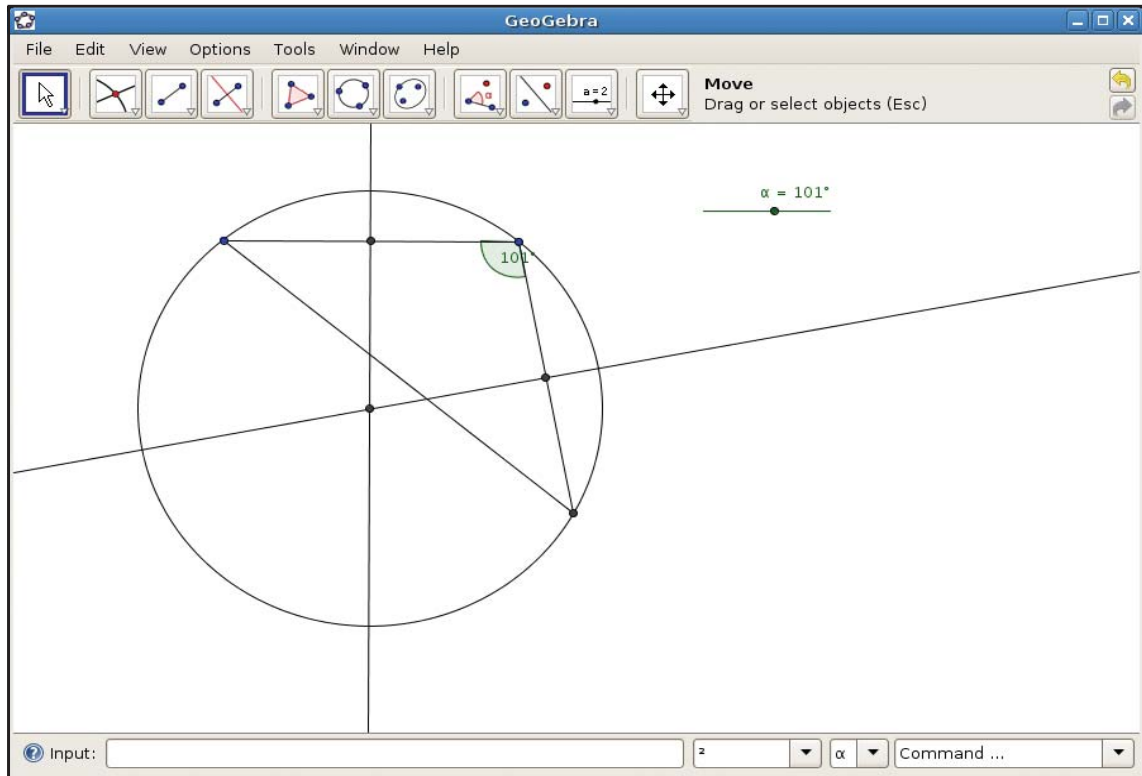 GeoGebra
File Edit View Options Tools Window Help
α
a=2
Move
Drag or select objects (Esc)
α = 101°
101°
Input:
²
α
Command ...